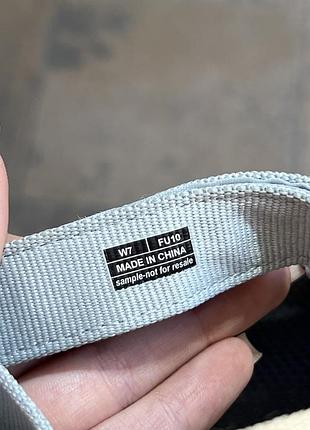 W7 FU10
MADE IN CHINA
sample-not for resale